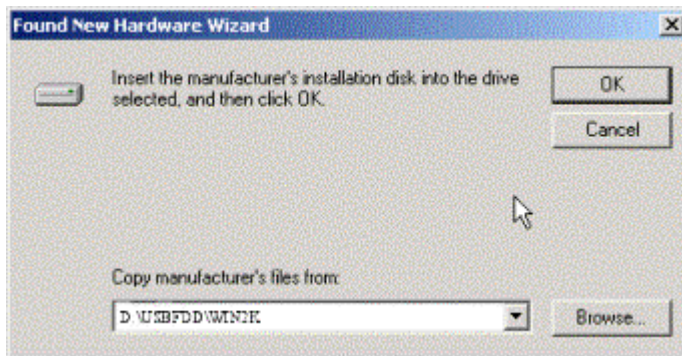 Found New Hardware Wizard
Insert the manufacturer's installation disk into the drive
selected, and then click OK.
OK
Cancel
Copy manufacturer's files from:
D:\USBFDD\WIN2K
Browse...